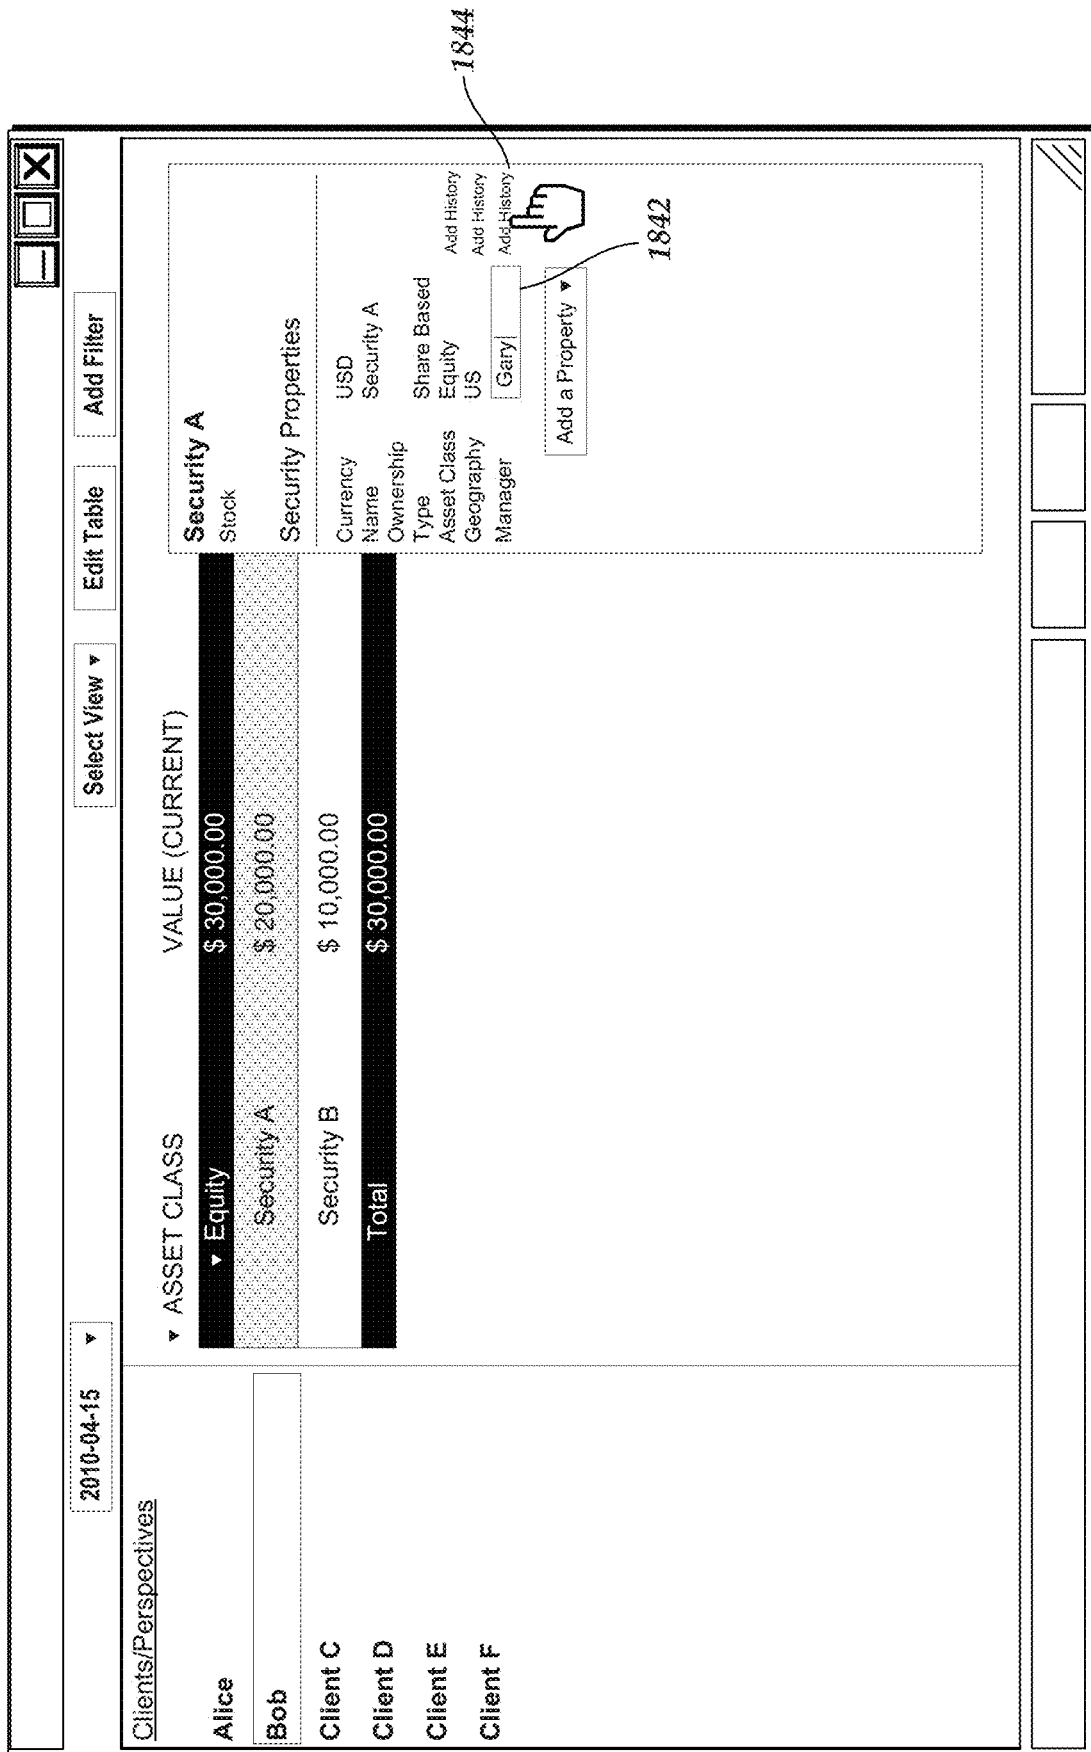 2010-04-15 ▼ Select View ▼ Edit Table Add Filter
Clients/Perspectives
Alice
Bob
Client C
Client D
Client E
Client F
▼ ASSET CLASS VALUE (CURRENT)
▼ Equity $ 30,000.00
Security A $ 20,000.00
Security B $ 10,000.00
Total $ 30,000.00
Security A
Stock
Security Properties
Currency USD
Name Security A
Ownership
Type Share Based
Asset Class Equity Add History
Geography US Add History
Manager Gary Add History
Add a Property ▼
1842
1844